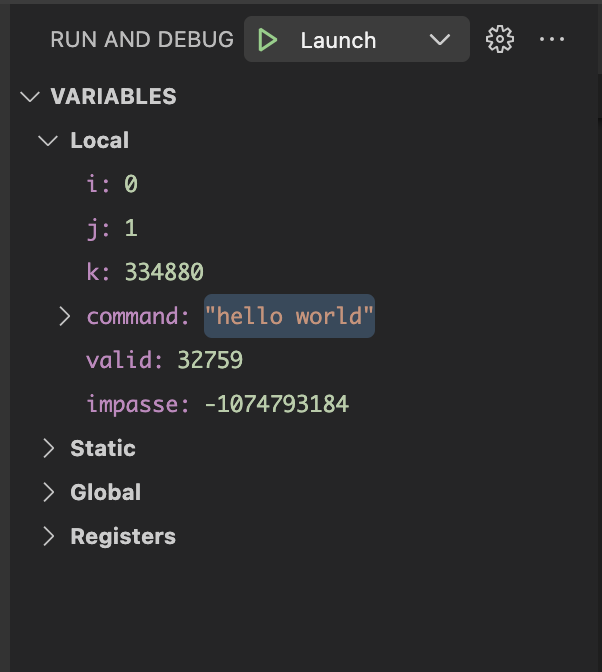 RUN AND DEBUG Launch
VARIABLES
Local
i: 0
j: 1
k: 334880
command: "hello world"
valid: 32759
impasse: -1074793184
Static
Global
Registers